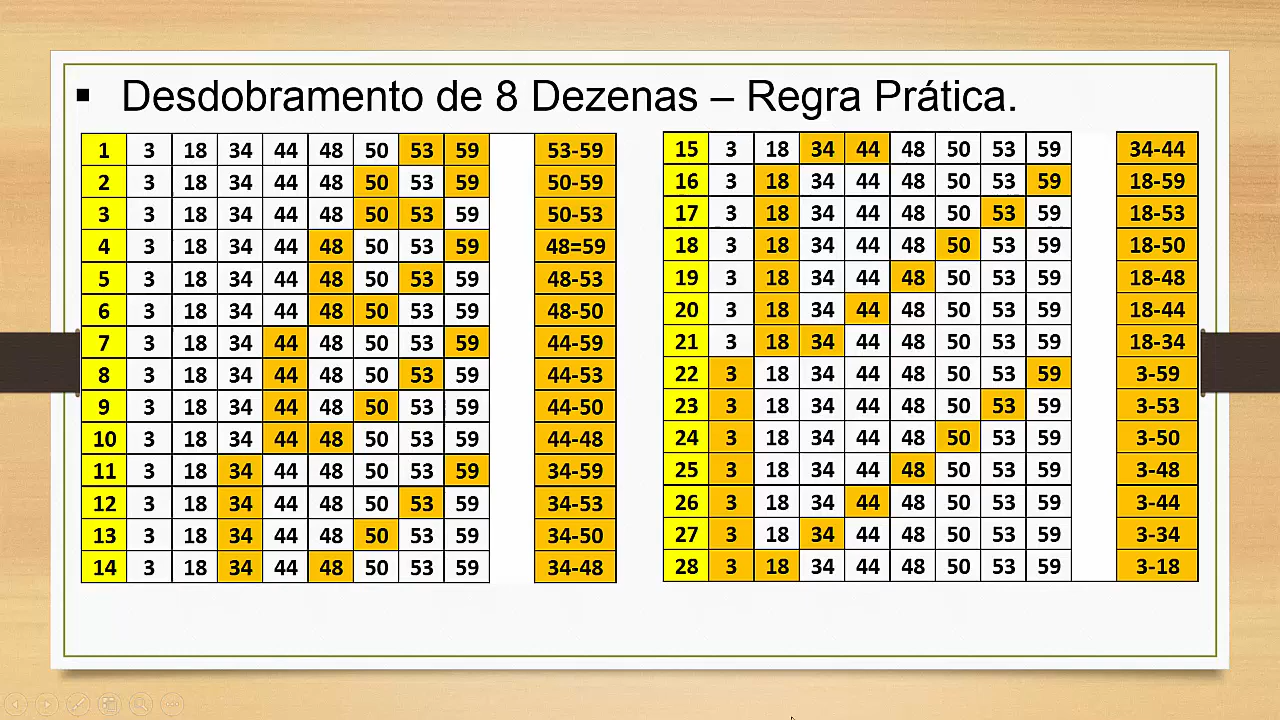 ▪ Desdobramento de 8 Dezenas – Regra Prática.
1 3 18 34 44 48 50 53 59 53-59
2 3 18 34 44 48 50 53 59 50-59
3 3 18 34 44 48 50 53 59 50-53
4 3 18 34 44 48 50 53 59 48=59
5 3 18 34 44 48 50 53 59 48-53
6 3 18 34 44 48 50 53 59 48-50
7 3 18 34 44 48 50 53 59 44-59
8 3 18 34 44 48 50 53 59 44-53
9 3 18 34 44 48 50 53 59 44-50
10 3 18 34 44 48 50 53 59 44-48
11 3 18 34 44 48 50 53 59 34-59
12 3 18 34 44 48 50 53 59 34-53
13 3 18 34 44 48 50 53 59 34-50
14 3 18 34 44 48 50 53 59 34-48
15 3 18 34 44 48 50 53 59 34-44
16 3 18 34 44 48 50 53 59 18-59
17 3 18 34 44 48 50 53 59 18-53
18 3 18 34 44 48 50 53 59 18-50
19 3 18 34 44 48 50 53 59 18-48
20 3 18 34 44 48 50 53 59 18-44
21 3 18 34 44 48 50 53 59 18-34
22 3 18 34 44 48 50 53 59 3-59
23 3 18 34 44 48 50 53 59 3-53
24 3 18 34 44 48 50 53 59 3-50
25 3 18 34 44 48 50 53 59 3-48
26 3 18 34 44 48 50 53 59 3-44
27 3 18 34 44 48 50 53 59 3-34
28 3 18 34 44 48 50 53 59 3-18